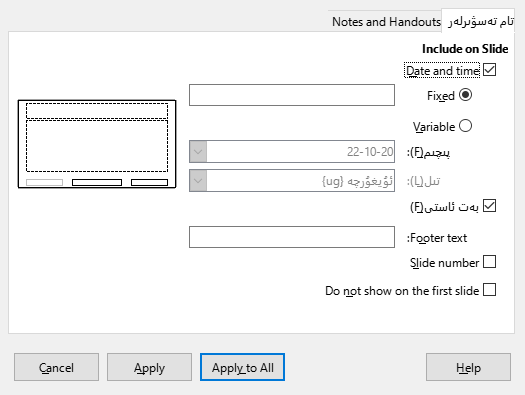 تام تەسۋىرلەر
Notes and Handouts
Include on Slide
Date and time
Fixed
Variable
پىچىم(F):
22-10-20
تىل(L):
ئۇيغۇرچە {ug}
بەت ئاستى(F)
Footer text:
Slide number
Do not show on the first slide
Help
Apply to All
Apply
Cancel